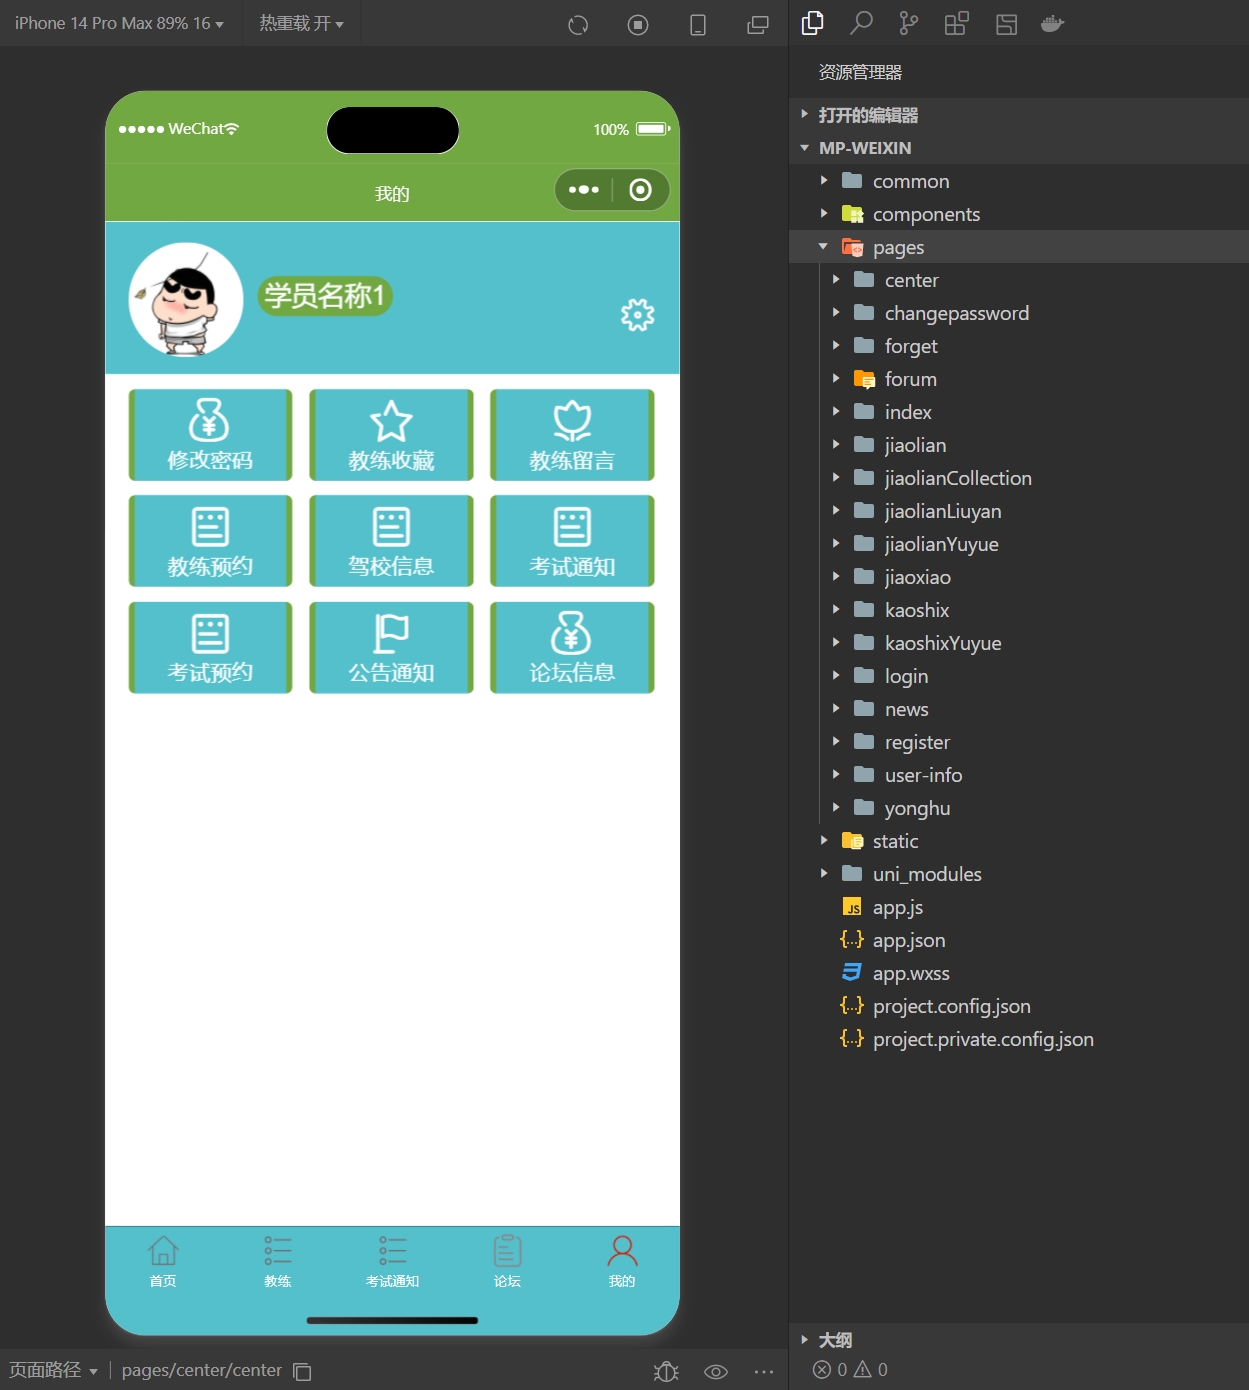 iPhone 14 Pro Max 89% 16
热重载 开
WeChat
100%
我的
学员名称1
修改密码
教练收藏
教练留言
教练预约
驾校信息
考试通知
考试预约
公告通知
论坛信息
首页
教练
考试通知
论坛
我的
页面路径
pages/center/center
资源管理器
打开的编辑器
MP-WEIXIN
common
components
pages
center
changepassword
forget
forum
index
jiaolian
jiaolianCollection
jiaolianLiuyan
jiaolianYuyue
jiaoxiao
kaoshix
kaoshixYuyue
login
news
register
user-info
yonghu
static
uni_modules
JS app.js
{..} app.json
app.wxss
{..} project.config.json
{..} project.private.config.json
大纲
0 0